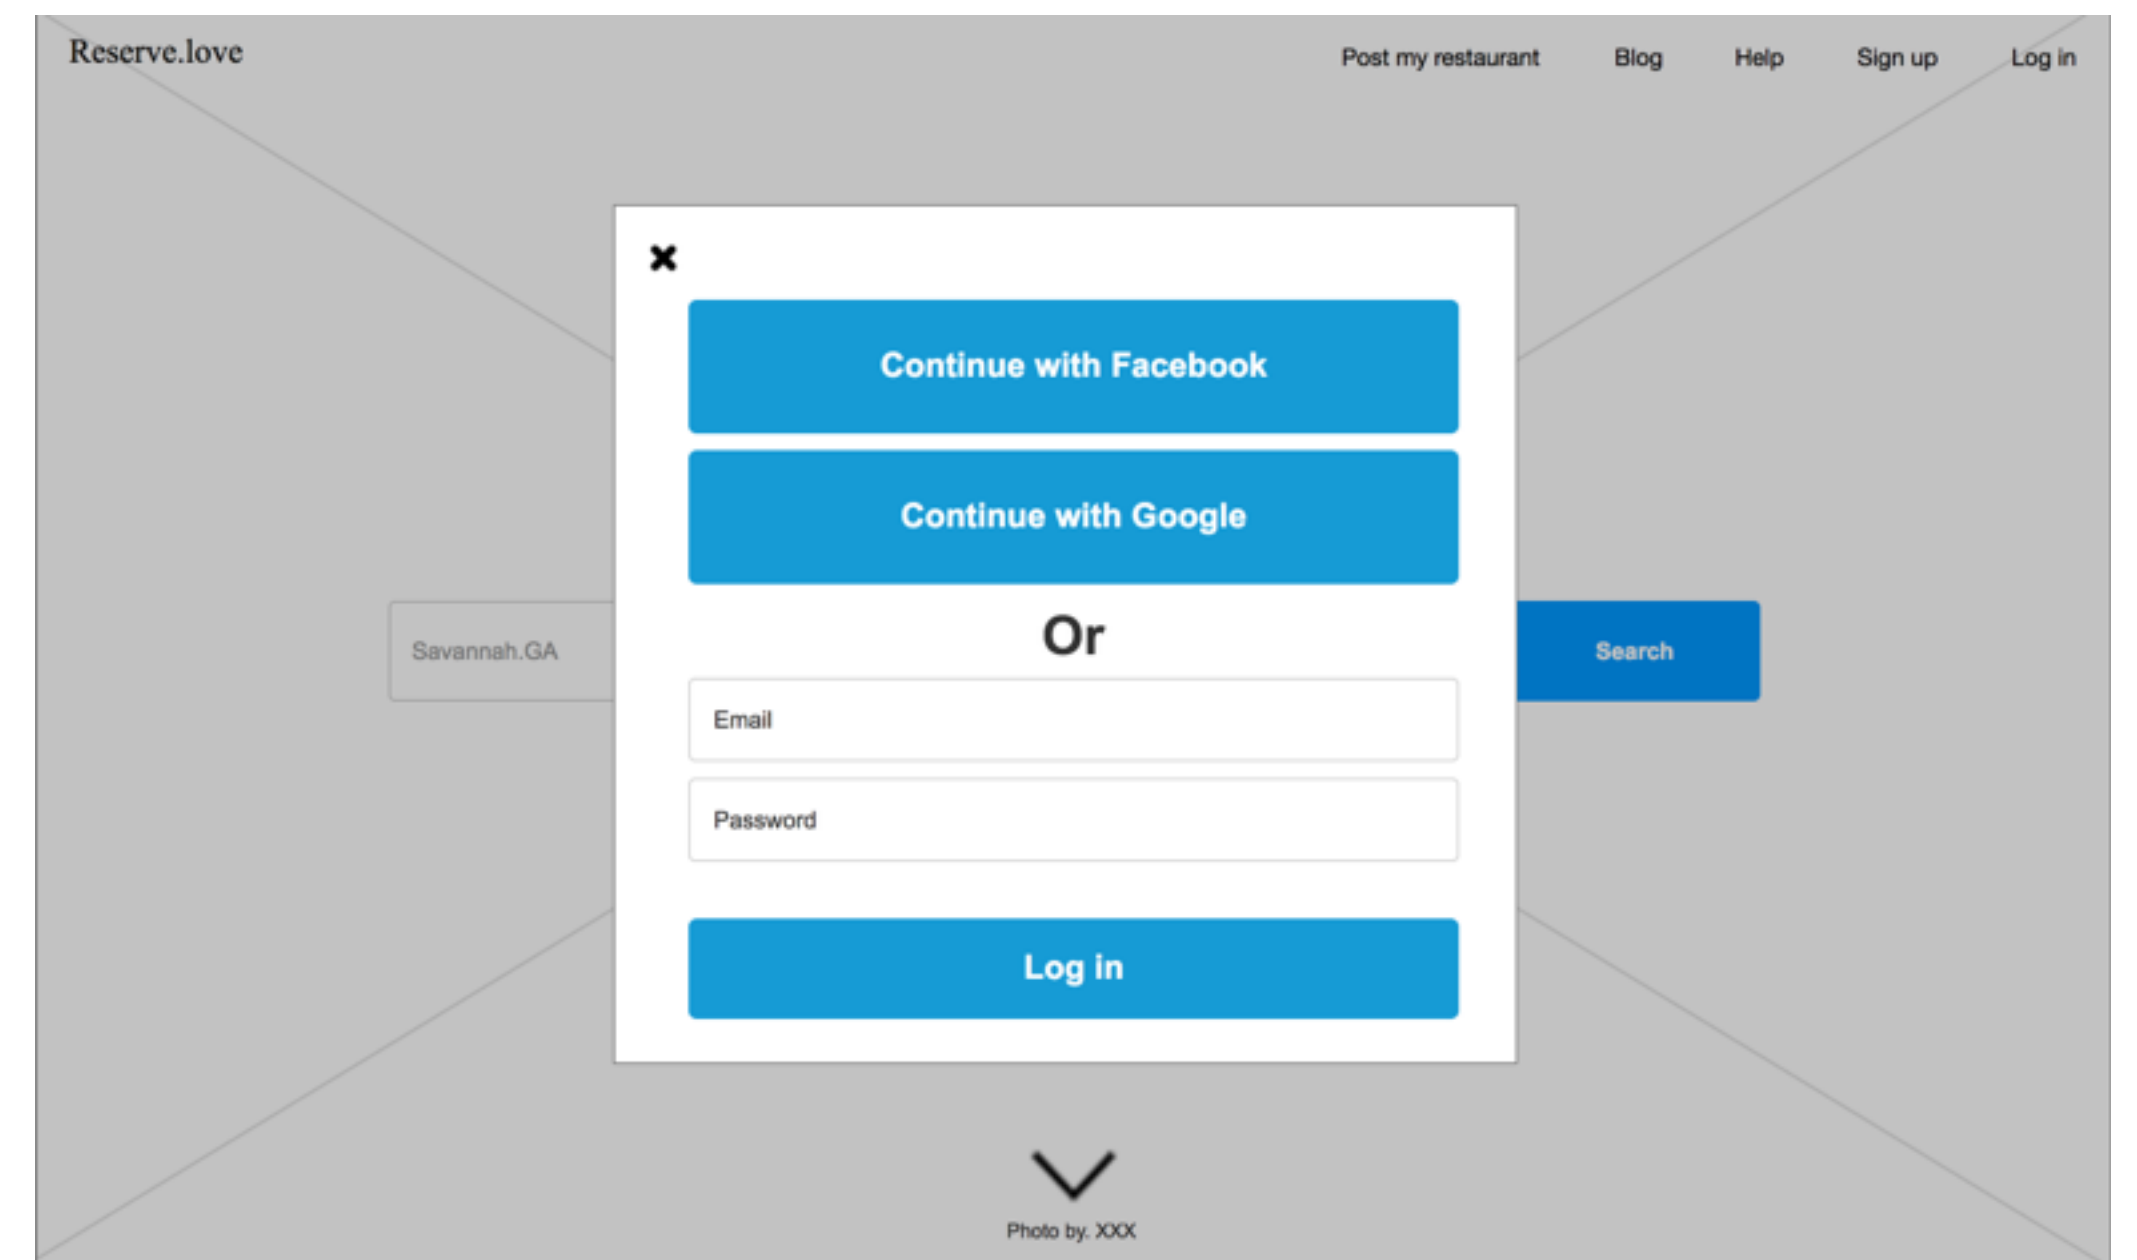 Reserve.love
Post my restaurant Blog Help Sign up Log in
Continue with Facebook
Continue with Google
Or
Savannah.GA
Search
Email
Password
Log in
Photo by. XXX